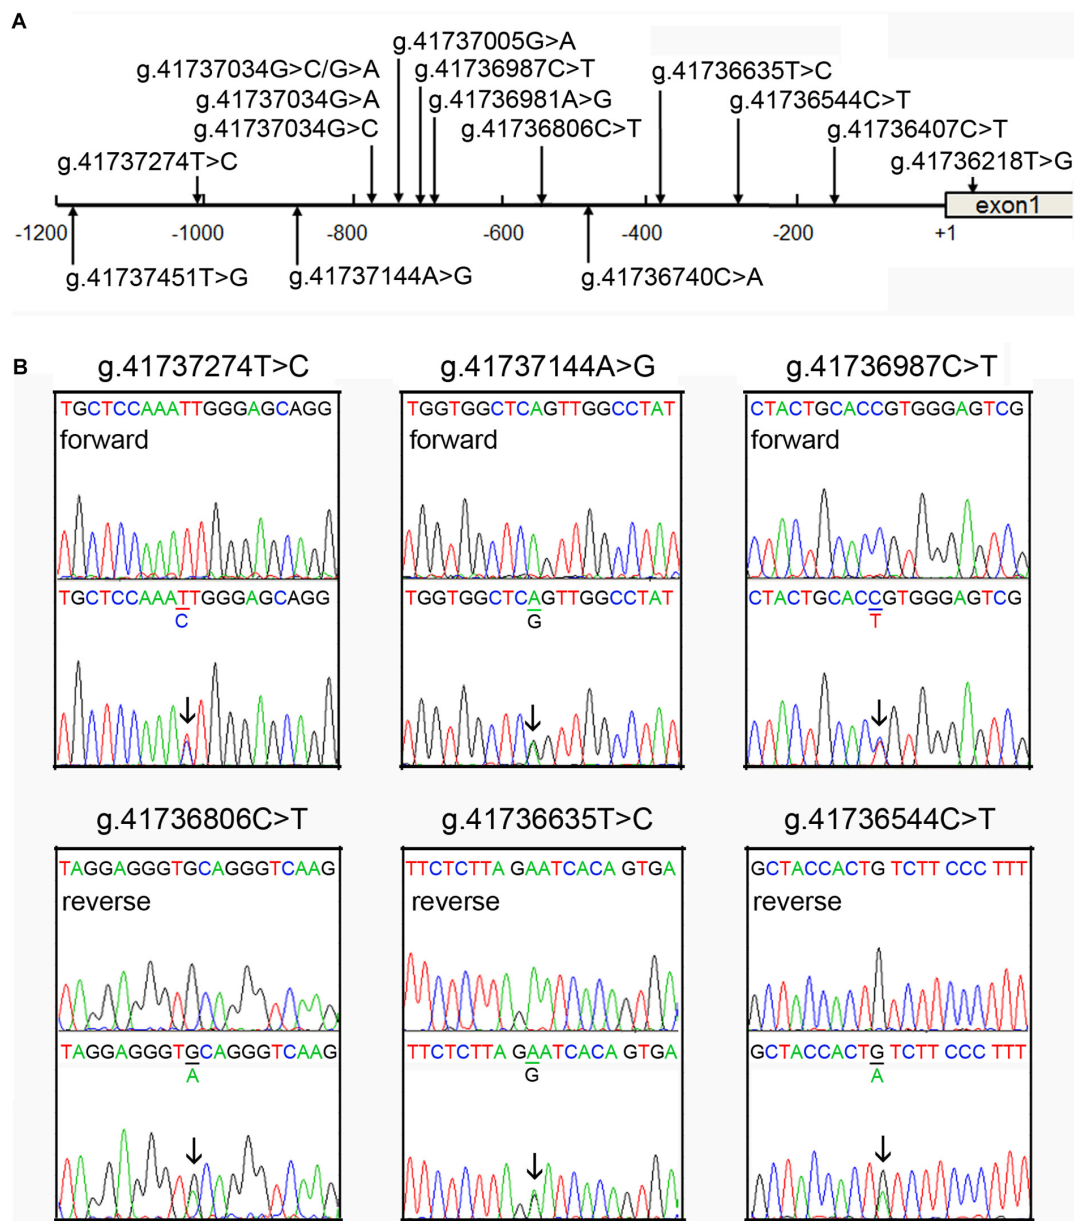 A
g.41737005G>A
g.41737034G>C/G>A
g.41736987C>T
g.41736635T>C
g.41737034G>A
g.41736981A>G
g.41736544C>T
g.41737034G>C
g.41736806C>T
g.41736407C>T
g.41737274T>C
g.41736218T>G
exon1
-1200
-1000
-800
-600
-400
-200
+1
g.41737451T>G
g.41737144A>G
g.41736740C>A
B
g.41737274T>C
g.41737144A>G
g.41736987C>T
TGCTCCAAATTGGGAGCAGG
TGGTGGCTCAGTTGGCCTAT
CTACTGCACCGTGGGAGTCG
forward
forward
forward
TGCTCCAAATTGGGAGCAGG
TGGTGGCTCAGTTGGCCTAT
CTACTGCACCGTGGGAGTCG
C
G
T
g.41736806C>T
g.41736635T>C
g.41736544C>T
TAGGAGGGTGCAGGGTCAAG
TTCTCTTA GAATCACA GTGA
GCTACCACTG TCTT CCC TTT
reverse
reverse
reverse
TAGGAGGGTGCAGGGTCAAG
TTCTCTTA GAATCACA GTGA
GCTACCACTG TCTT CCC TTT
A
G
A